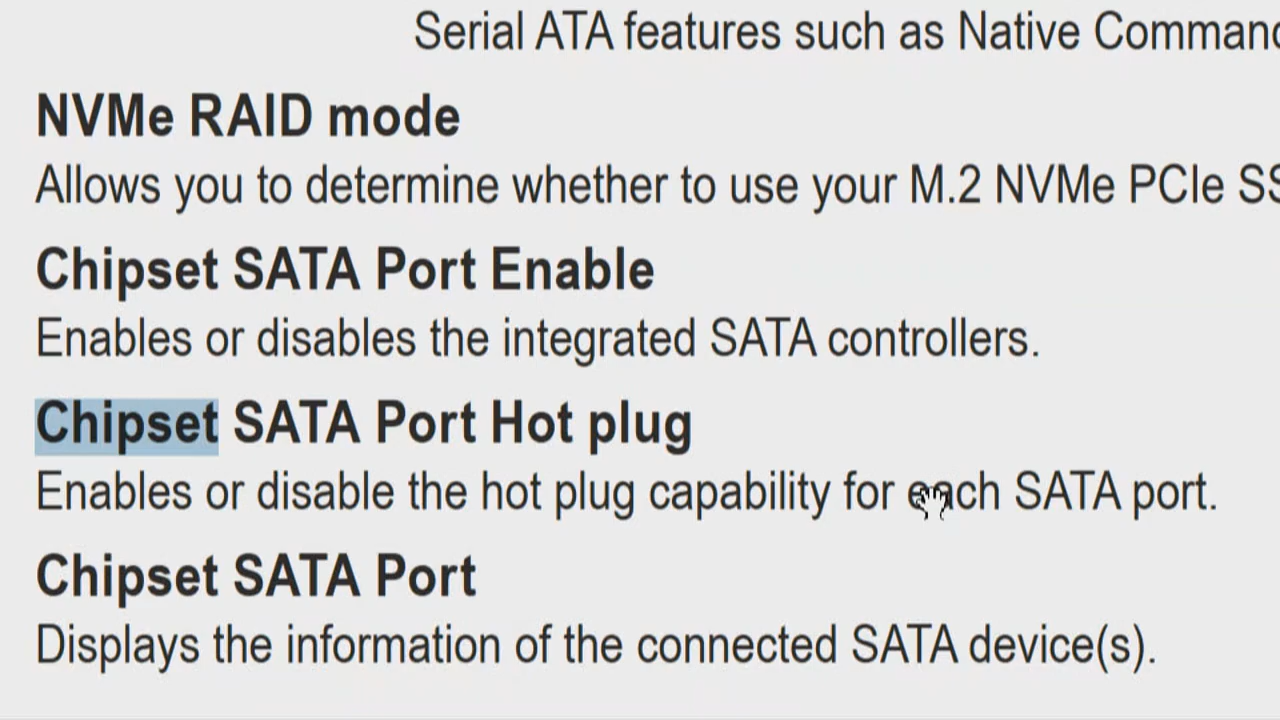 Serial ATA features such as Native Command
NVMe RAID mode
Allows you to determine whether to use your M.2 NVMe PCIe
Chipset SATA Port Enable
Enables or disables the integrated SATA controllers.
Chipset SATA Port Hot plug
Enables or disable the hot plug capability for each SATA port.
Chipset SATA Port
Displays the information of the connected SATA device(s).